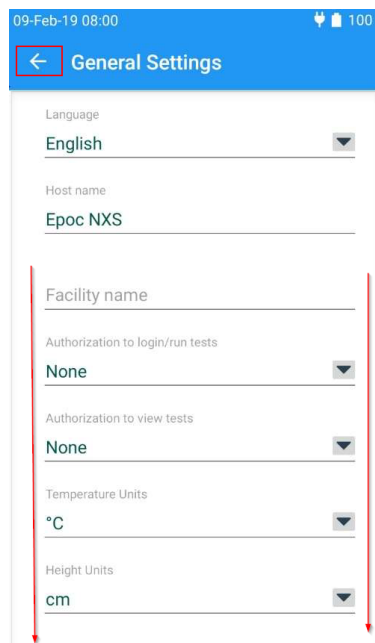 09-Feb-19 08:00 100
General Settings
Language
English
Host name
Epoc NXS
Facility name
Authorization to login/run tests
None
Authorization to view tests
None
Temperature Units
°C
Height Units
cm